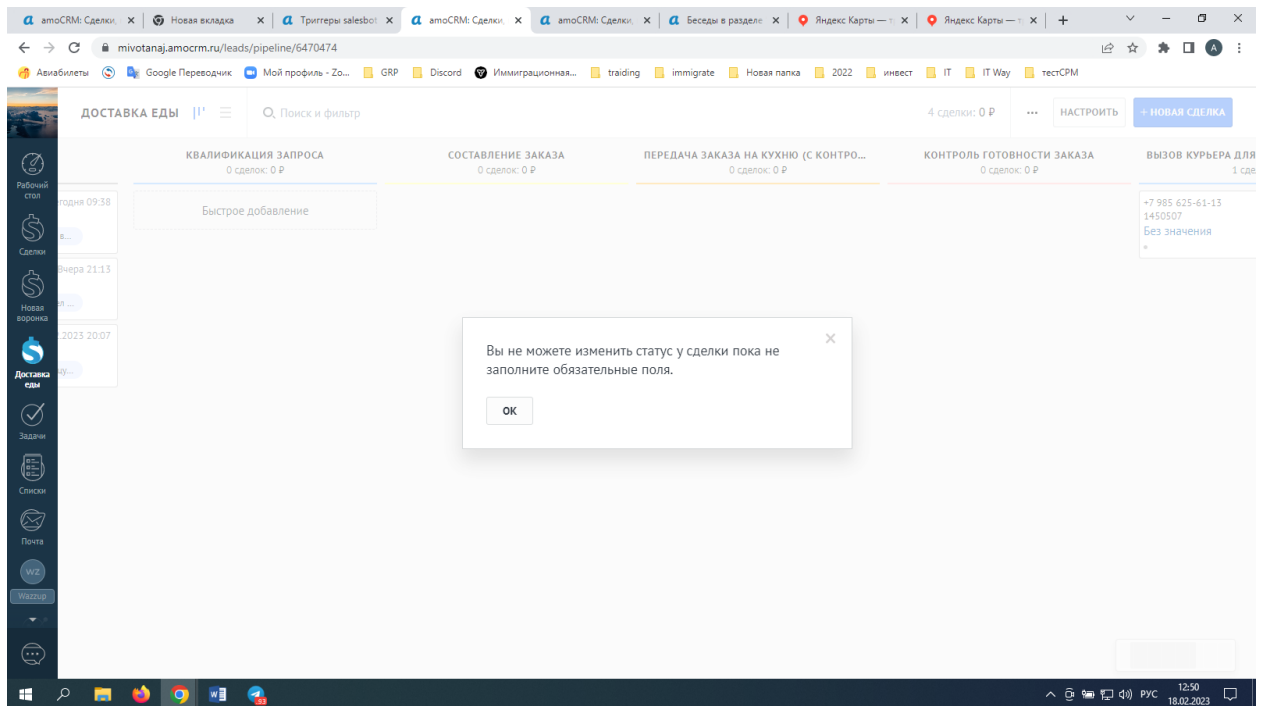 amoCRM: Сделки,
Новая вкладка
Триггеры salesbot
amoCRM: Сделки,
amoCRM: Сделки,
Беседы в разделе
Яндекс Карты — т
Яндекс Карты — т
mivotanaj.amocrm.ru/leads/pipeline/6470474
A
Авиабилеты
Google Переводчик
Мой профиль - Zo...
GRP
Discord
Иммиграционная...
traiding
immigrate
Новая папка
2022
инвест
IT
IT Way
тестCPM
ДОСТАВКА ЕДЫ
Поиск и фильтр
4 сделки: 0 ₽
НАСТРОИТЬ
+ НОВАЯ СДЕЛКА
КВАЛИФИКАЦИЯ ЗАПРОСА
0 сделок: 0 ₽
СОСТАВЛЕНИЕ ЗАКАЗА
0 сделок: 0 ₽
ПЕРЕДАЧА ЗАКАЗА НА КУХНЮ (С КОНТРО...
0 сделок: 0 ₽
КОНТРОЛЬ ГОТОВНОСТИ ЗАКАЗА
0 сделок: 0 ₽
ВЫЗОВ КУРЬЕРА ДЛЯ
1 сде
Рабочий
стол
Сделки
Новая
воронка
Доставка
еды
Задачи
Списки
Почта
WZ
Wazzup
годня 09:38
в...
Вчера 21:13
ел ...
.2023 20:07
Быстрое добавление
+7 985 625-61-13
1450507
Без значения
Вы не можете изменить статус у сделки пока не
заполните обязательные поля.
ОК
93
РУС
12:50
18.02.2023